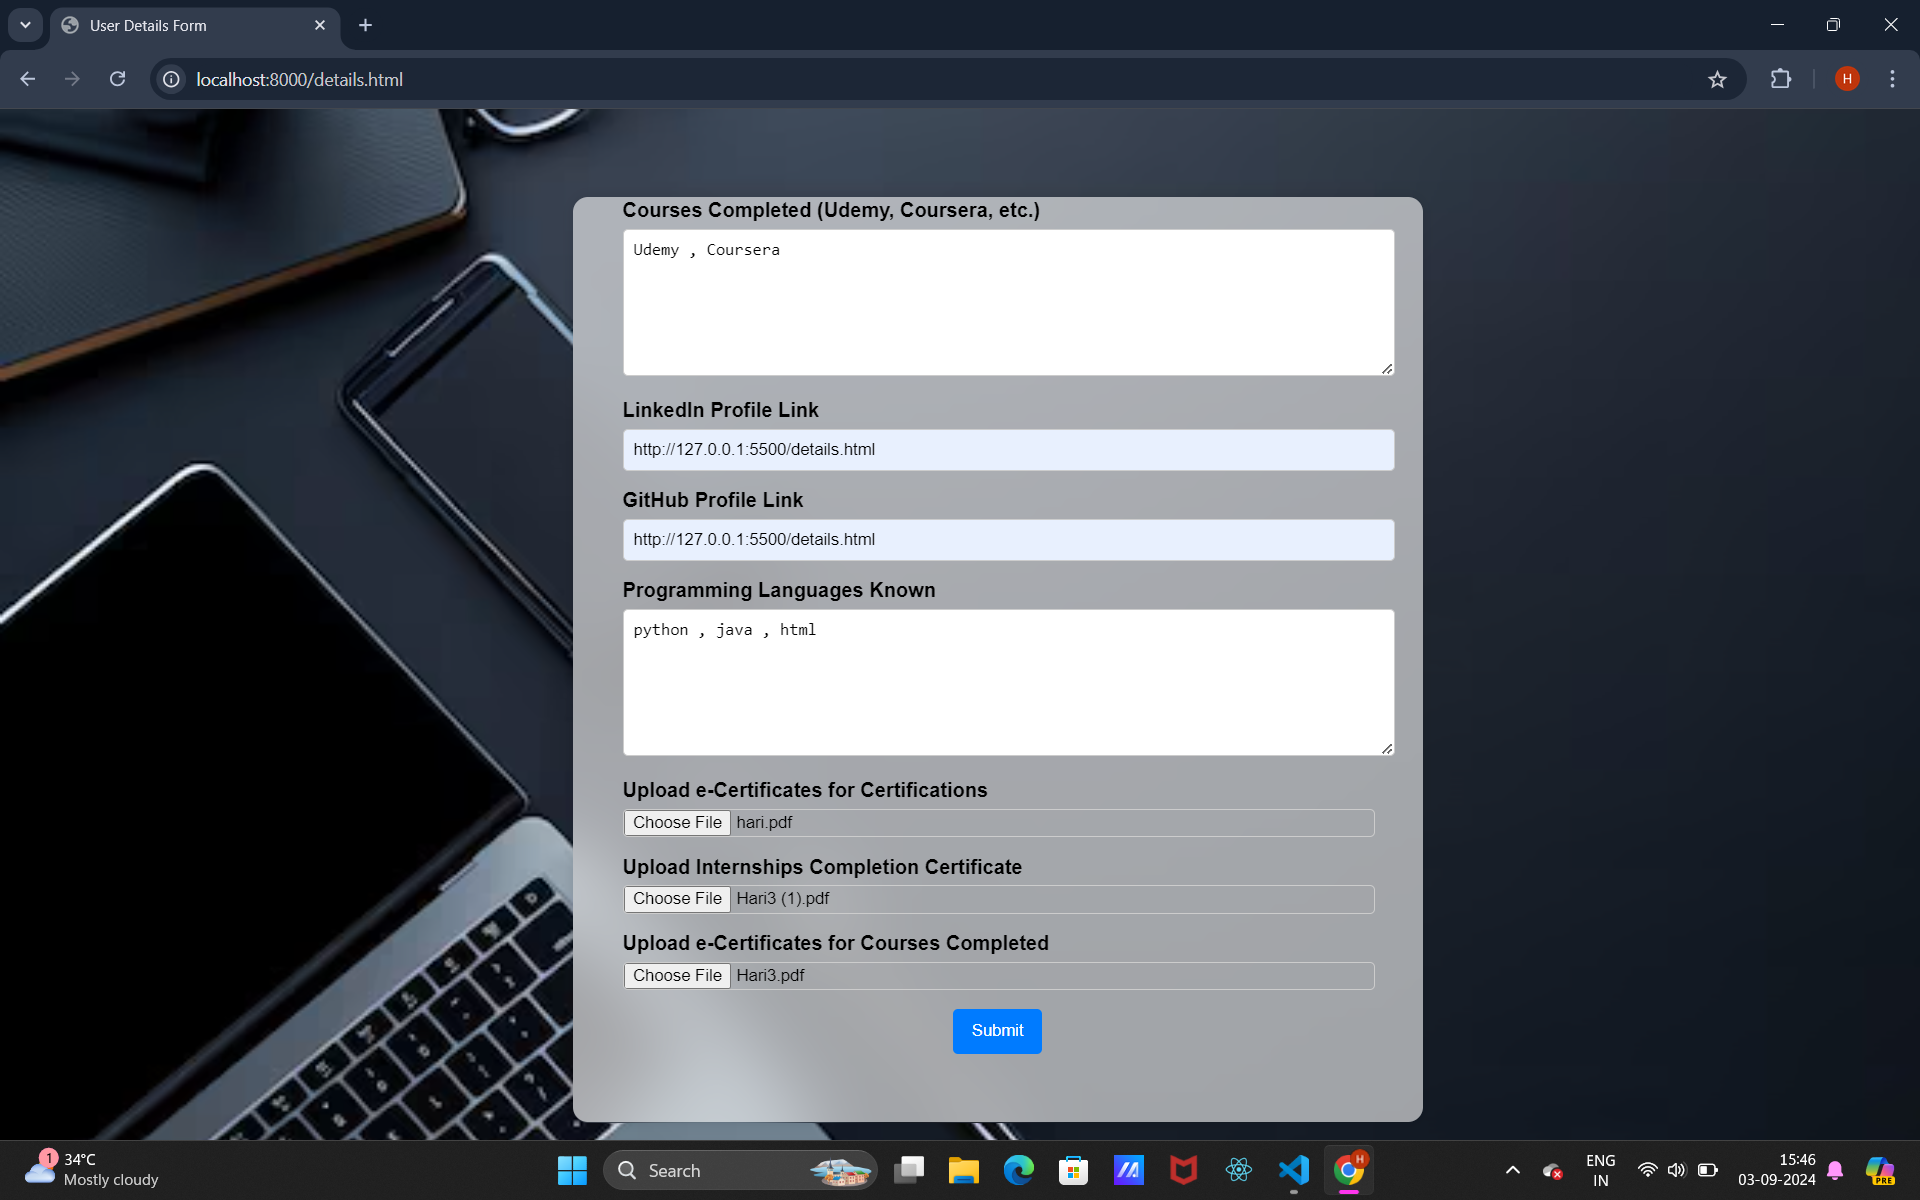 User Details Form
localhost:8000/details.html
H
Courses Completed (Udemy, Coursera, etc.)
Udemy , Coursera
LinkedIn Profile Link
http://127.0.0.1:5500/details.html
GitHub Profile Link
http://127.0.0.1:5500/details.html
Programming Languages Known
python , java , html
Upload e-Certificates for Certifications
Choose File hari.pdf
Upload Internships Completion Certificate
Choose File Hari3 (1).pdf
Upload e-Certificates for Courses Completed
Choose File Hari3.pdf
Submit
1
34°C
Mostly cloudy
Search
H
ENG
IN
15:46
03-09-2024
PRE